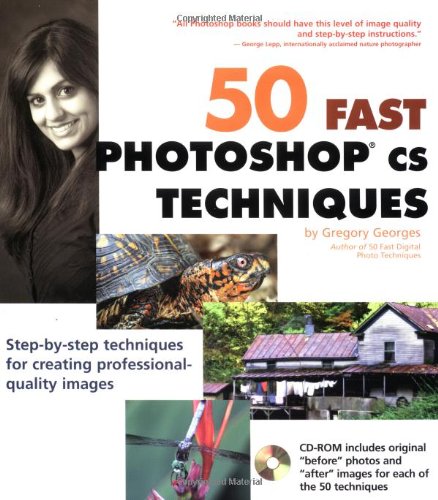 Copyrighted Material
"All Photoshop books should have this level of image quality
and step-by-step instructions."
— George Lepp, internationally acclaimed nature photographer
50 FAST
PHOTOSHOP® CS
TECHNIQUES
by Gregory Georges
Author of 50 Fast Digital
Photo Techniques
Step-by-step techniques
for creating professional-
quality images
CD-ROM includes original
"before" photos and
"after" images for each of
the 50 techniques